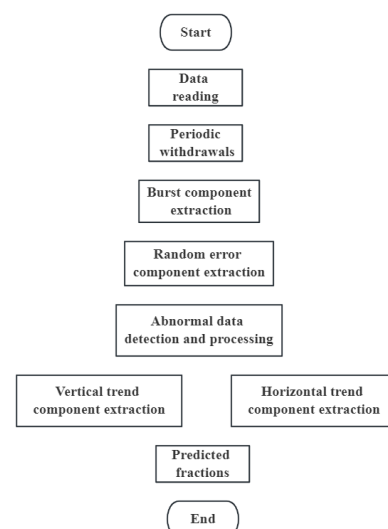 Start
Data
reading
Periodic
withdrawals
Burst component
extraction
Random error
component extraction
Abnormal data
detection and processing
Vertical trend
component extraction
Horizontal trend
component extraction
Predicted
fractions
End